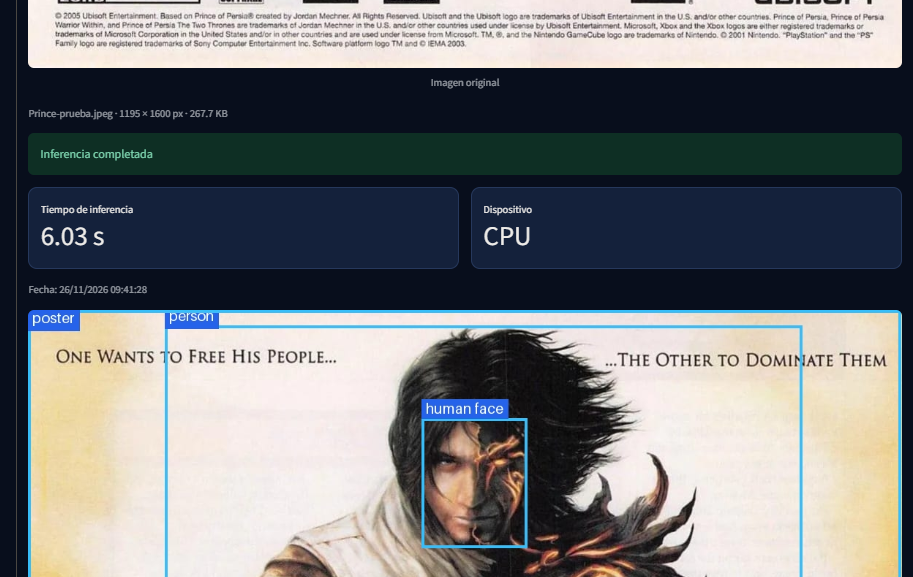 © 2005 Ubisoft Entertainment. Based on Prince of Persia® created by Jordan Mechner. All Rights Reserved. Ubisoft and the Ubisoft logo are trademarks of Ubisoft Entertainment in the U.S. and/or other countries. Prince of Persia, Prince of Persia
Warrior Within, and Prince of Persia The Two Thrones are trademarks of Jordan Mechner in the U.S. and/or other countries used under license by Ubisoft Entertainment. Microsoft, Xbox and the Xbox logos are either registered trademarks or
trademarks of Microsoft Corporation in the United States and/or in other countries and are used under license from Microsoft. TM, ®, and the Nintendo GameCube logo are trademarks of Nintendo. © 2001 Nintendo. "PlayStation" and the "PS"
Family logo are registered trademarks of Sony Computer Entertainment Inc. Software platform logo TM and © IEMA 2003.
Imagen original
Prince-prueba.jpeg · 1195 × 1600 px · 267.7 KB
Inferencia completada
Tiempo de inferencia
6.03 s
Dispositivo
CPU
Fecha: 26/11/2026 09:41:28
poster
person
ONE WANTS TO FREE HIS PEOPLE...
...THE OTHER TO DOMINATE THEM
human face